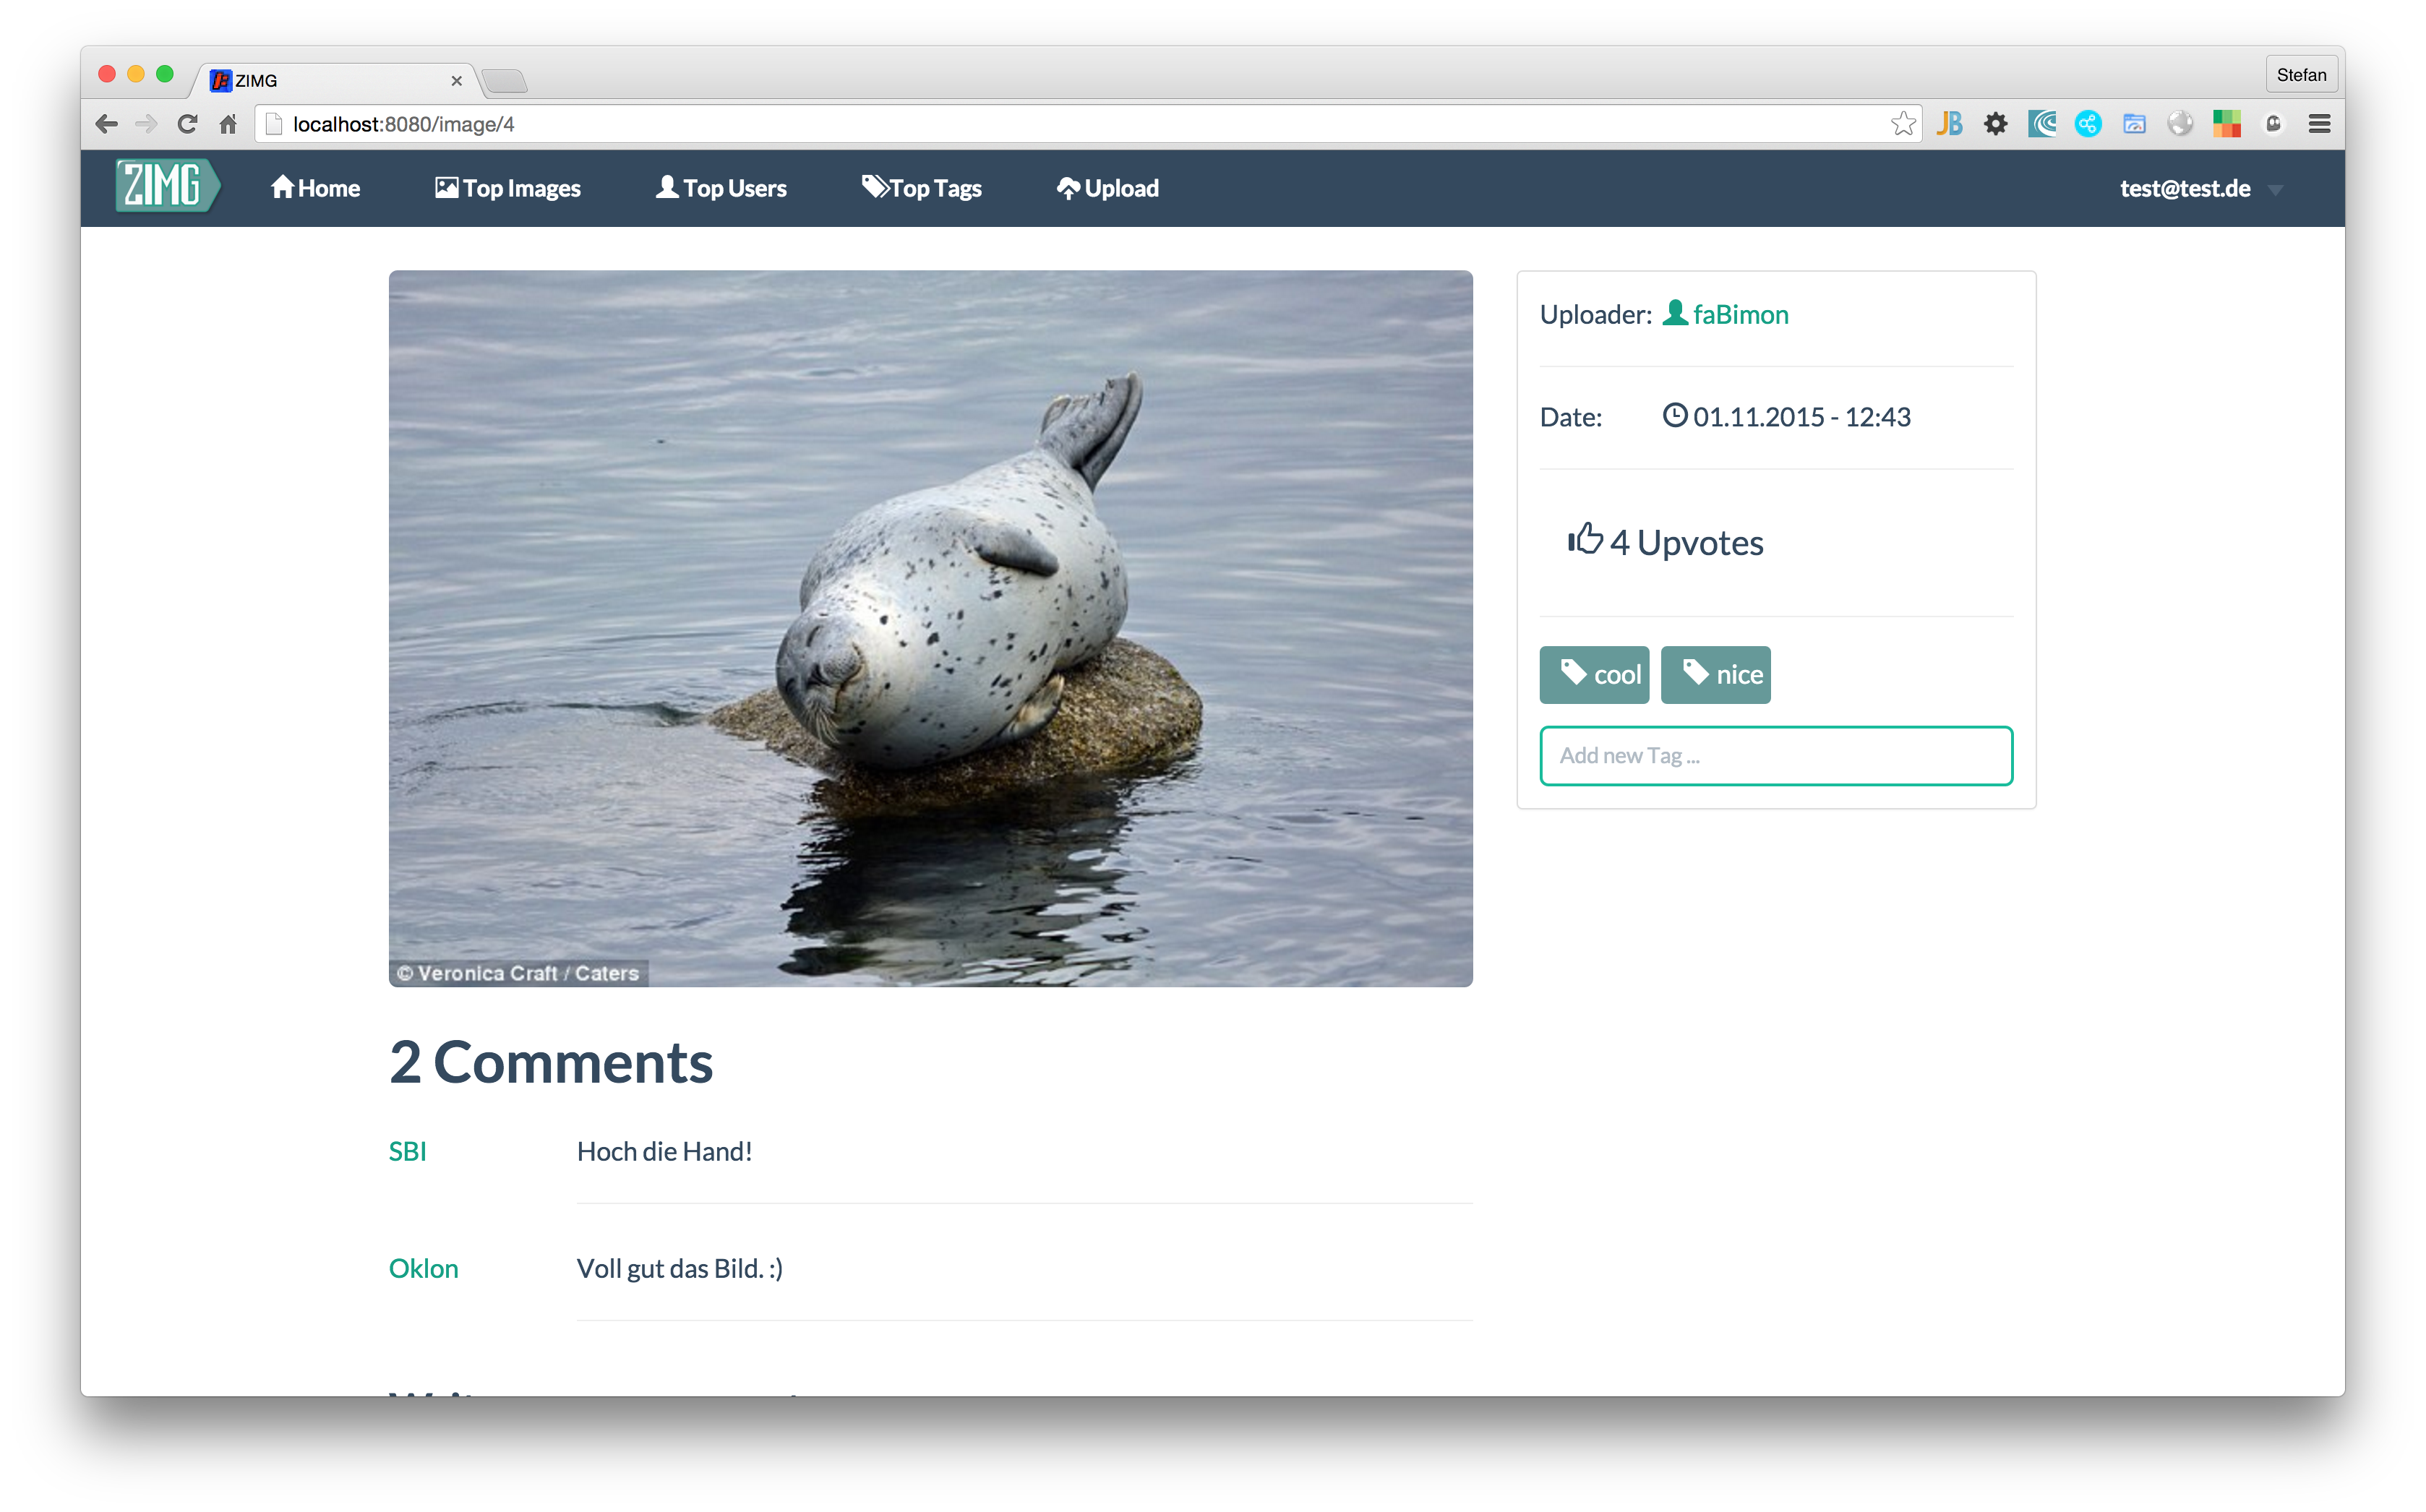 ZIMG
Stefan
localhost:8080/image/4
JB
ZIMG
Home
Top Images
Top Users
Top Tags
Upload
test@test.de
Uploader: faBimon
Date: 01.11.2015 - 12:43
4 Upvotes
cool
nice
Add new Tag ...
© Veronica Craft / Caters
2 Comments
SBI
Hoch die Hand!
Oklon
Voll gut das Bild. :)